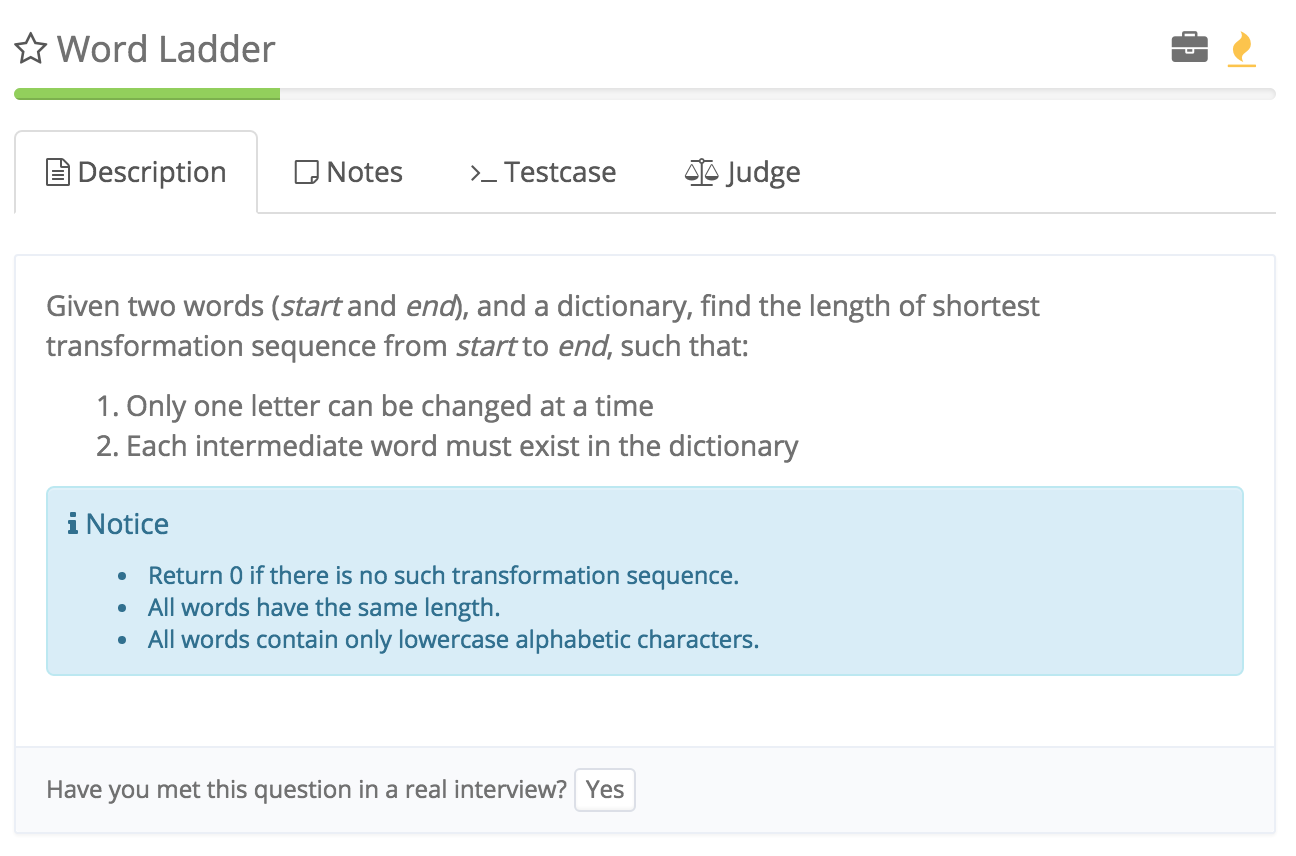 Word Ladder
Description Notes >_ Testcase Judge
Given two words (start and end), and a dictionary, find the length of shortest
transformation sequence from start to end, such that:
1. Only one letter can be changed at a time
2. Each intermediate word must exist in the dictionary
Notice
• Return 0 if there is no such transformation sequence.
• All words have the same length.
• All words contain only lowercase alphabetic characters.
Have you met this question in a real interview? Yes